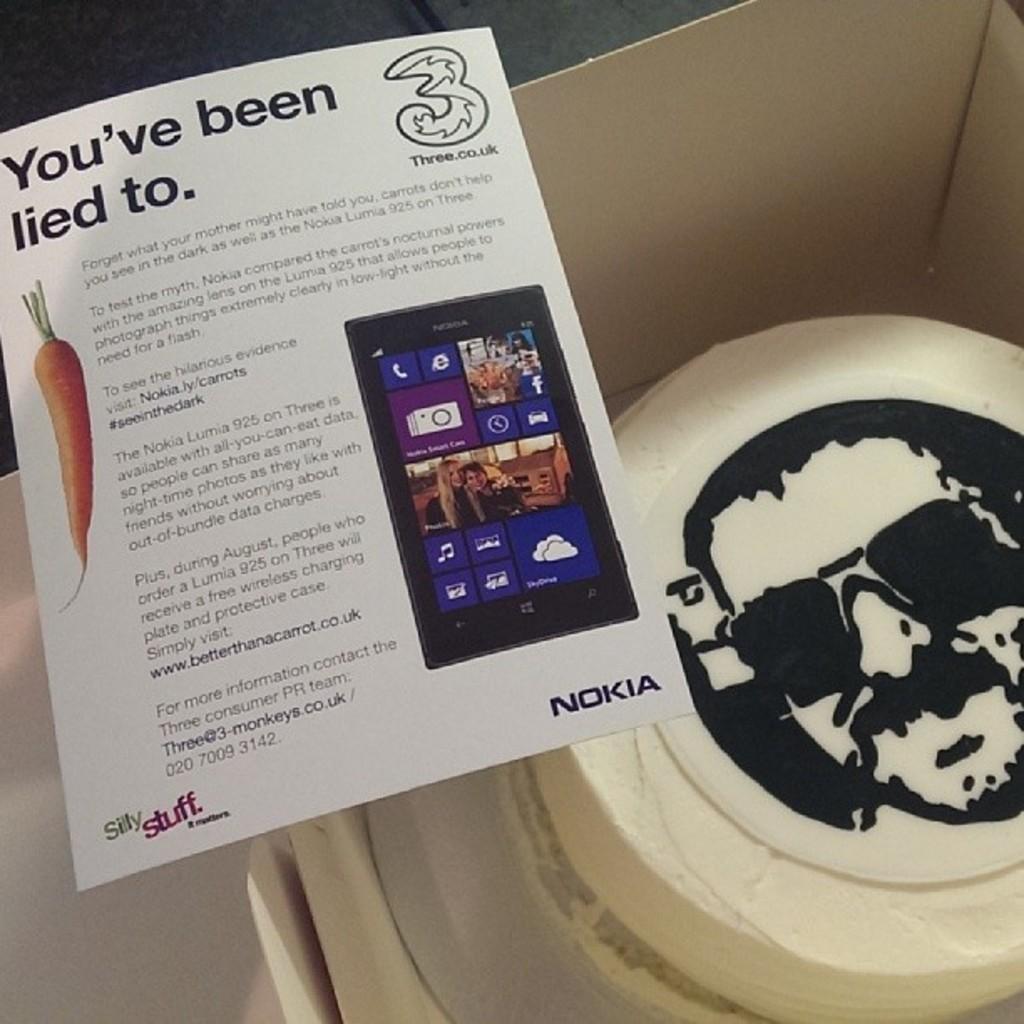 You've been
lied to.
3
Three.co.uk
Forget what your mother might have told you, carrots don't help
you see in the dark as well as the Nokia Lumia 925 on Three
To test the myth, Nokia compared the carrot's nocturnal powers
with the amazing lens on the Lumia 925 that allows people to
photograph things extremely clearly in low-light without the
need for a flash.
To see the hilarious evidence
visit: Nokia.ly/carrots
#seeinthedark
The Nokia Lumia 925 on Three is
available with all-you-can-eat data,
so people can share as many
night-time photos as they like with
friends without worrying about
out-of-bundle data charges.
Plus, during August, people who
order a Lumia 925 on Three will
receive a free wireless charging
plate and protective case.
Simply visit:
www.betterthanacarrot.co.uk
For more information contact the
Three consumer PR team:
Three@3-monkeys.co.uk /
020 7009 3142.
Silly stuff.
It matters.
NOKIA
Nokia Smart Cam
Photos
SkyDrive
NOKIA